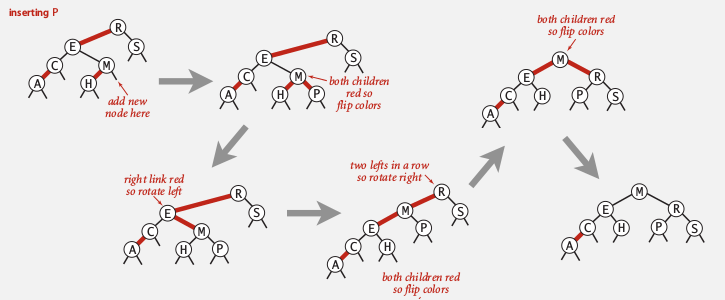 inserting P
R
E
S
C
M
A
H
add new
node here
R
E
S
C
M
A
H
P
both children
red so
flip colors
both children red
so flip colors
M
E
R
C
H
P
S
A
right link red
so rotate left
R
E
S
C
M
A
H
P
two lefts in a row
so rotate right
R
M
S
E
P
C
H
A
both children red
so flip colors
M
E
R
C
H
P
S
A